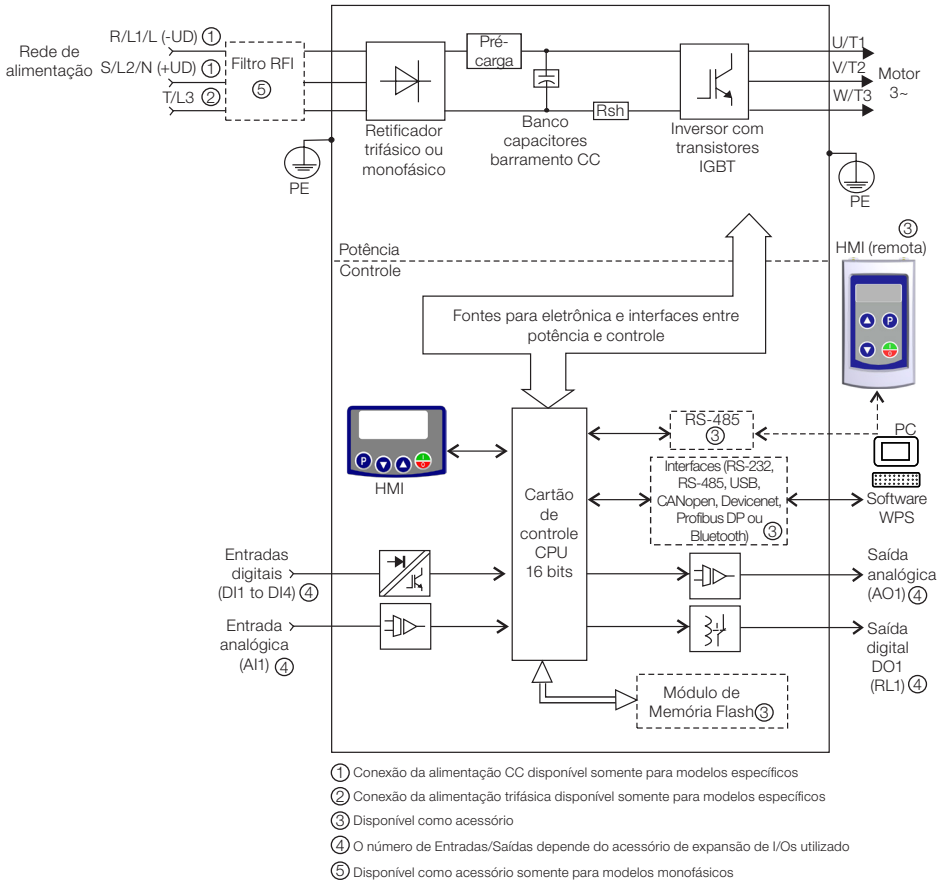 R/L1/L (-UD) ①
Rede de
alimentação
S/L2/N (+UD) ①
T/L3 ②
Filtro RFI
⑤
PE
Retificador
trifásico ou
monofásico
Pré-
carga
Banco
capacitores
barramento CC
Rsh
Inversor com
transistores
IGBT
U/T1
V/T2
W/T3
Motor
3~
PE
Potência
Controle
Fontes para eletrônica e interfaces entre
potência e controle
③
HMI (remota)
P
I
0
P
I
0
HMI
Cartão
de
controle
CPU
16 bits
RS-485
③
Interfaces (RS-232,
RS-485, USB,
CANopen, Devicenet,
Profibus DP ou
Bluetooth) ③
PC
Software
WPS
Entradas
digitais
(DI1 to DI4) ④
Entrada
analógica
(AI1) ④
Saída
analógica
(AO1) ④
Saída
digital
DO1
(RL1) ④
Módulo de
Memória Flash ③
① Conexão da alimentação CC disponível somente para modelos específicos
② Conexão da alimentação trifásica disponível somente para modelos específicos
③ Disponível como acessório
④ O número de Entradas/Saídas depende do acessório de expansão de I/Os utilizado
⑤ Disponível como acessório somente para modelos monofásicos